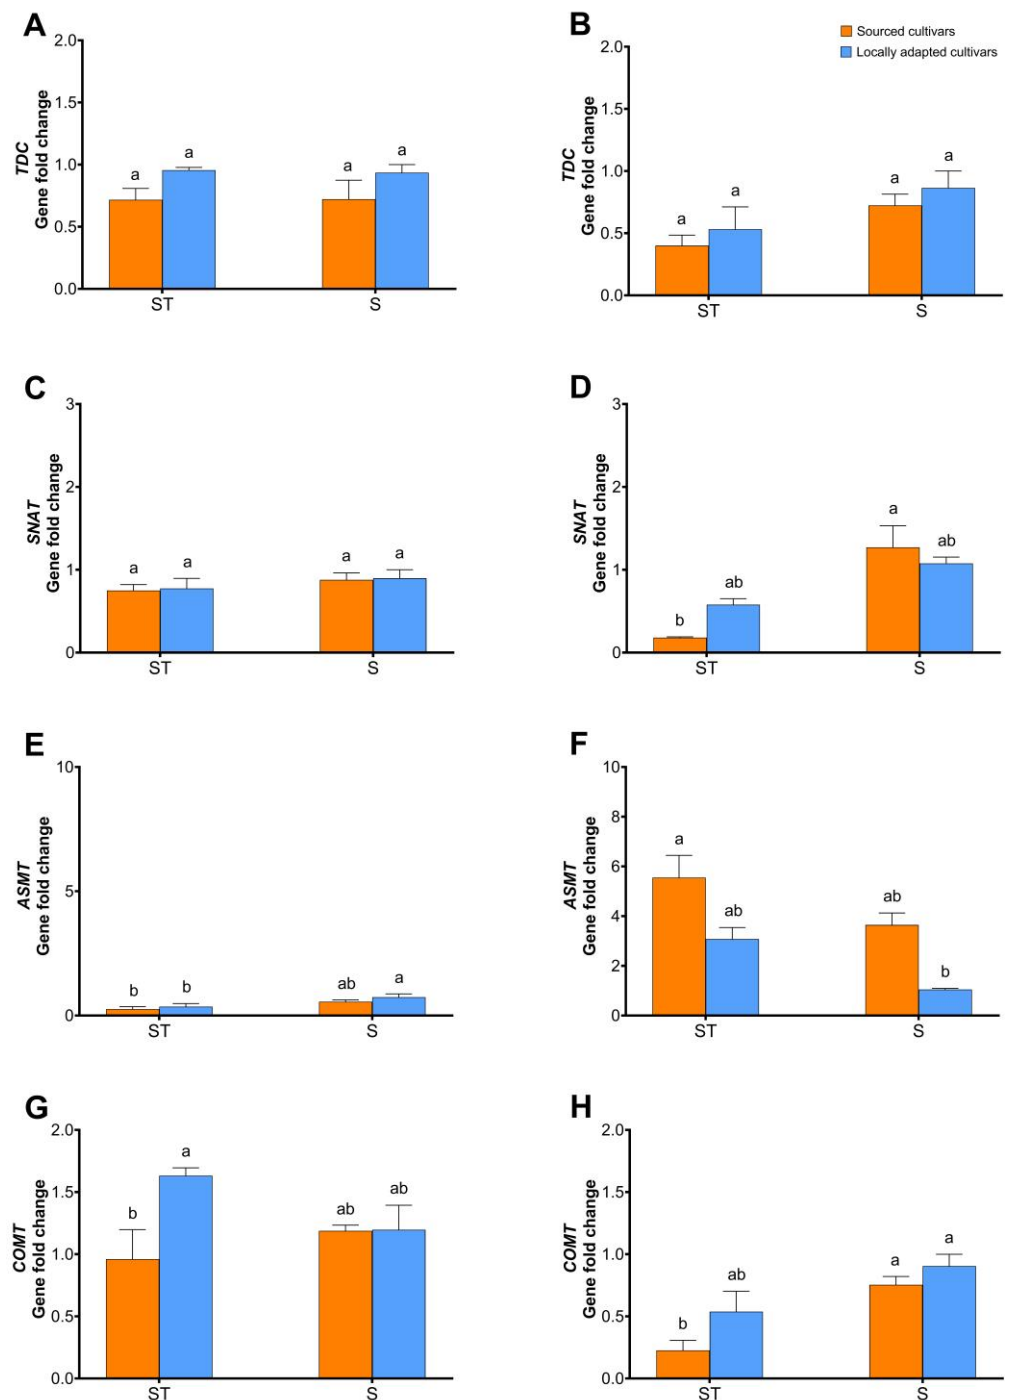 A
TDC
Gene fold change
2.0
1.5
1.0
0.5
0.0
a
a
a
a
ST
S
B
Sourced cultivars
Locally adapted cultivars
TDC
Gene fold change
2.0
1.5
1.0
0.5
0.0
a
a
a
a
ST
S
C
SNAT
Gene fold change
3
2
1
0
a
a
a
a
ST
S
D
SNAT
Gene fold change
3
2
1
0
b
ab
a
ab
ST
S
E
ASMT
Gene fold change
10
5
0
b
b
ab
a
ST
S
F
ASMT
Gene fold change
10
8
6
4
2
0
a
ab
ab
b
ST
S
G
COMT
Gene fold change
2.0
1.5
1.0
0.5
0.0
b
a
ab
ab
ST
S
H
COMT
Gene fold change
2.0
1.5
1.0
0.5
0.0
b
ab
a
a
ST
S